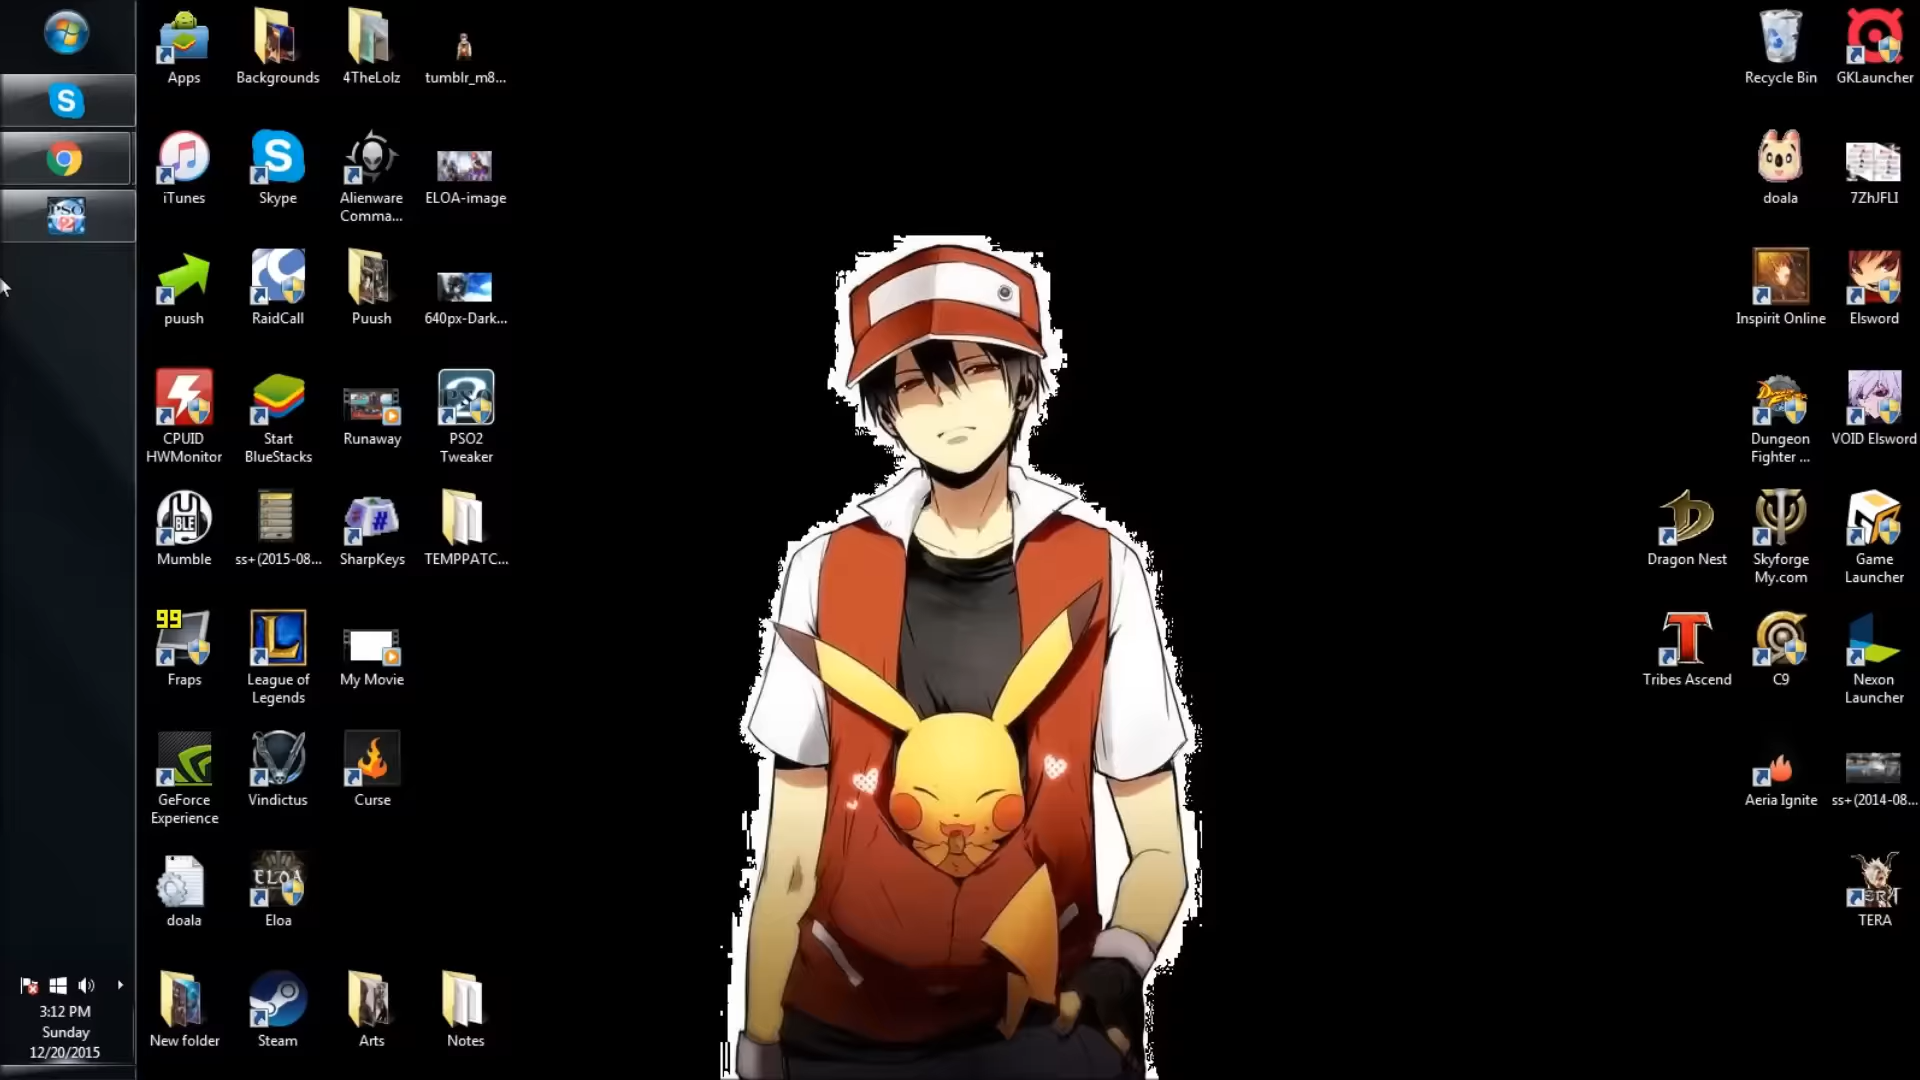 Apps
Backgrounds
4TheLolz
tumblr_m8...
Recycle Bin
GKLauncher
iTunes
Skype
Alienware
Comma...
ELOA-image
doala
7ZhJFLI
puush
RaidCall
Puush
640px-Dark...
Inspirit Online
Elsword
CPUID
HWMonitor
Start
BlueStacks
Runaway
PSO2
Tweaker
Dungeon
Fighter ...
VOID Elsword
Mumble
ss+(2015-08...
SharpKeys
TEMPPATC...
Dragon Nest
Skyforge
My.com
Game
Launcher
99
Fraps
League of
Legends
My Movie
Tribes Ascend
C9
Nexon
Launcher
GeForce
Experience
Vindictus
Curse
Aeria Ignite
ss+(2014-08...
doala
ELOA
Eloa
TERA
New folder
Steam
Arts
Notes
3:12 PM
Sunday
12/20/2015